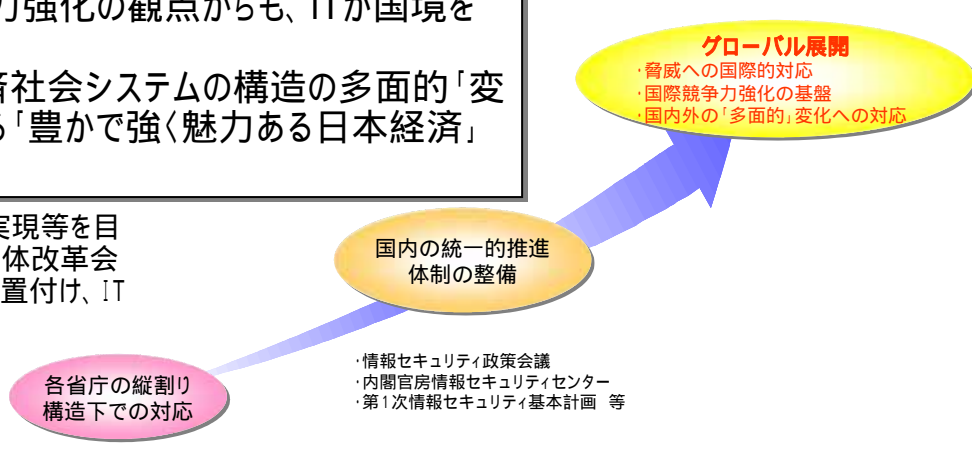 力強化の観点からも、ITが国境を
済社会システムの構造の多面的「変
る「豊かで強く魅力ある日本経済」
実現等を目
体改革会
置付け、IT
グローバル展開
・脅威への国際的対応
・国際競争力強化の基盤
・国内外の「多面的」変化への対応
国内の統一的推進
体制の整備
・情報セキュリティ政策会議
・内閣官房情報セキュリティセンター
・第1次情報セキュリティ基本計画 等
各省庁の縦割り
構造下での対応